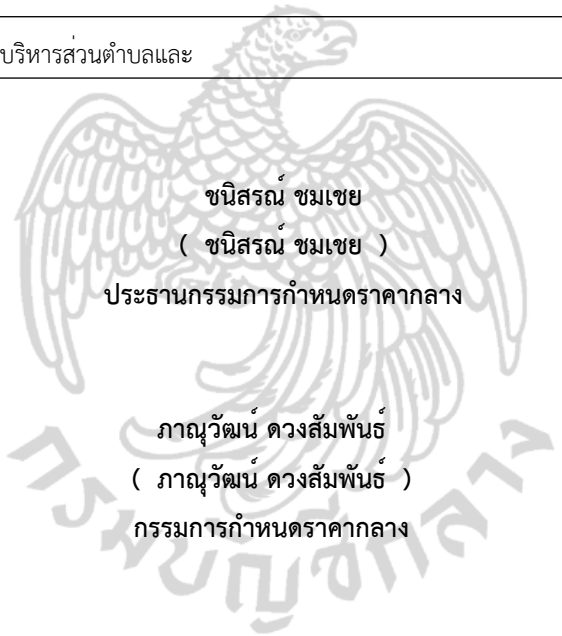 บริหารส่วนตำบลและ
ชนิสรณ์ ชมเชย
( ชนิสรณ์ ชมเชย )
ประธานกรรมการกำหนดราคากลาง
ภาณุวัฒน์ ดวงสัมพันธ์
( ภาณุวัฒน์ ดวงสัมพันธ์ )
กรรมการกำหนดราคากลาง
กรมบัญชีกลาง